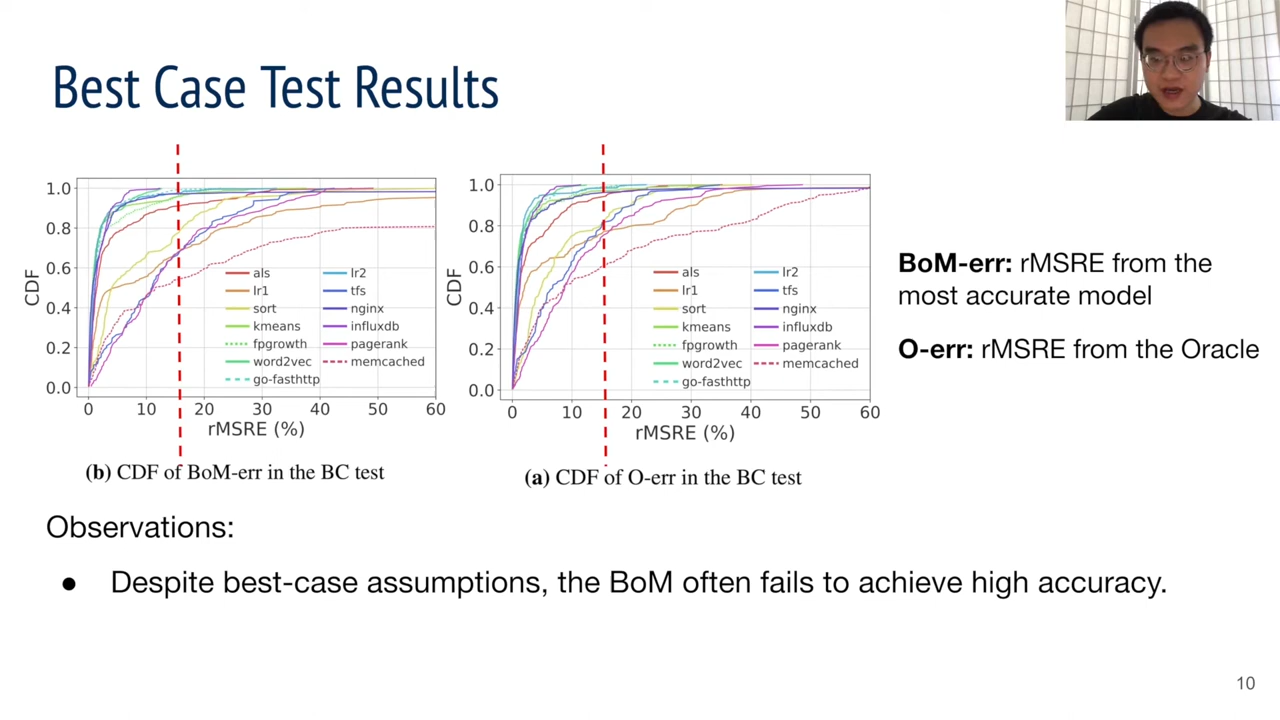 Best Case Test Results
CDF
1.0
0.8
0.6
0.4
0.2
0.0
als
lr1
sort
kmeans
fpgrowth
word2vec
go-fasthttp
lr2
tfs
nginx
influxdb
pagerank
memcached
0 10 20 30 40 50 60
rMSRE (%)
(b) CDF of BoM-err in the BC test
CDF
1.0
0.8
0.6
0.4
0.2
0.0
als
lr1
sort
kmeans
fpgrowth
word2vec
go-fasthttp
lr2
tfs
nginx
influxdb
pagerank
memcached
0 10 20 30 40 50 60
rMSRE (%)
(a) CDF of O-err in the BC test
BoM-err: rMSRE from the
most accurate model
O-err: rMSRE from the Oracle
Observations:
● Despite best-case assumptions, the BoM often fails to achieve high accuracy.
10